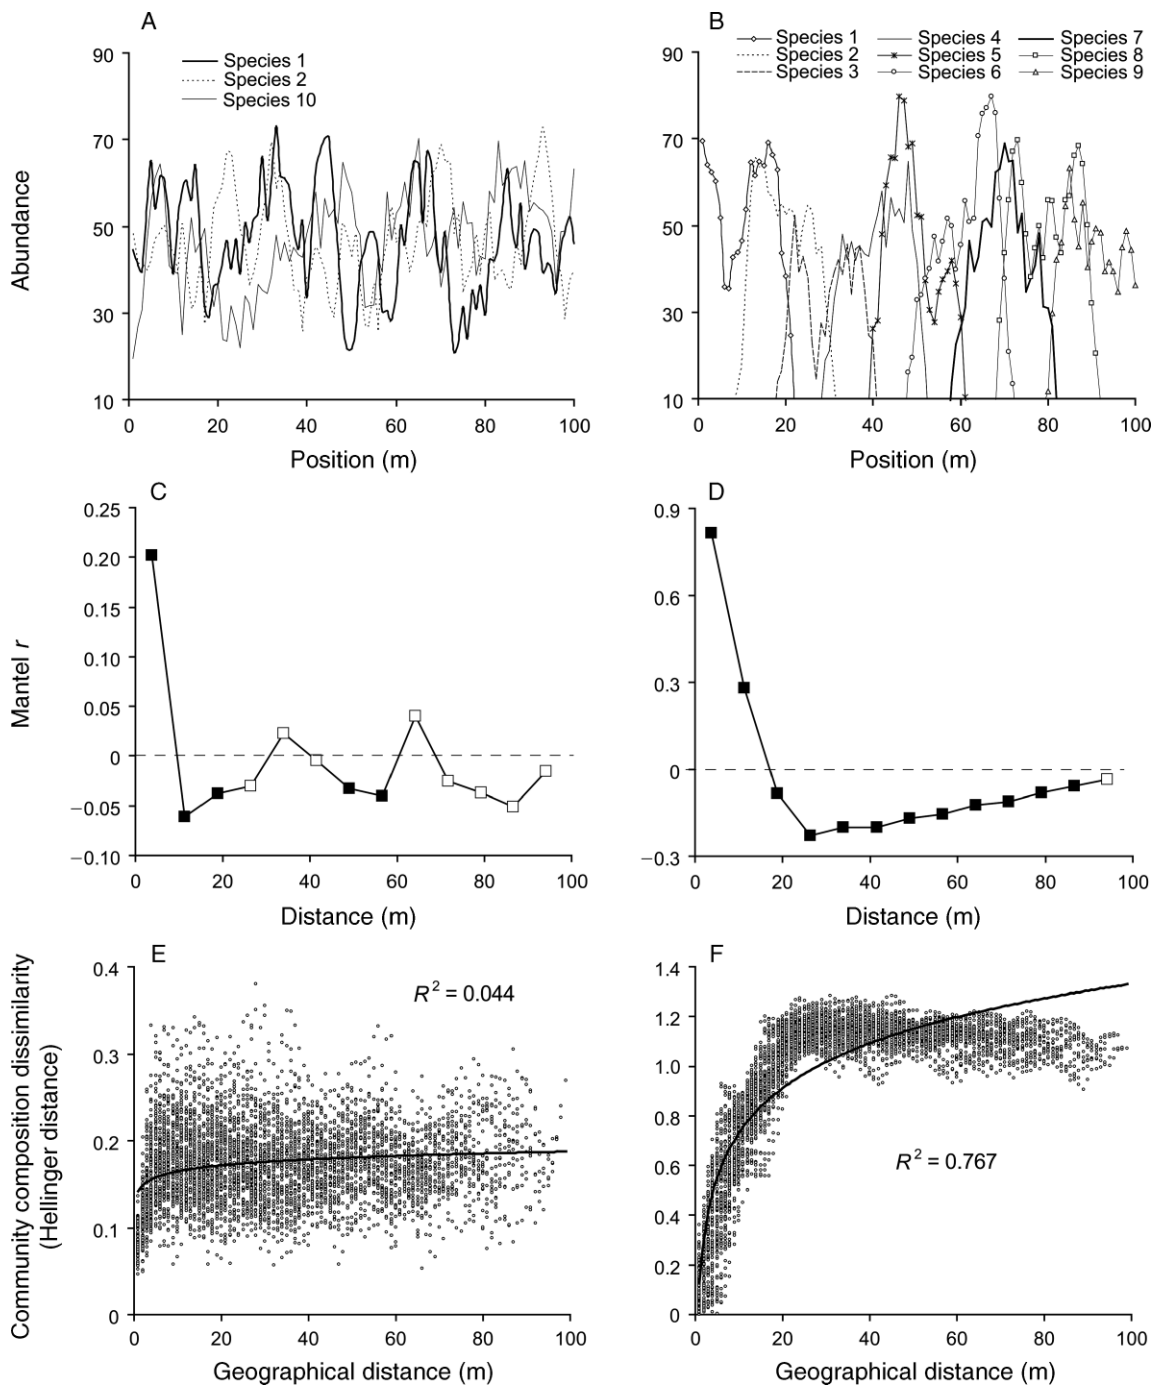 A
B
Species 1
Species 2
Species 10
Species 1
Species 2
Species 3
Species 4
Species 5
Species 6
Species 7
Species 8
Species 9
Abundance
90
70
50
30
10
0
20
40
60
80
100
Position (m)
90
70
50
30
10
0
20
40
60
80
100
Position (m)
C
D
Mantel r
0.25
0.20
0.15
0.10
0.05
0
−0.05
−0.10
0
20
40
60
80
100
Distance (m)
0.9
0.6
0.3
0
−0.3
0
20
40
60
80
100
Distance (m)
E
F
Community composition dissimilarity
(Hellinger distance)
0.4
0.3
0.2
0.1
0
R² = 0.044
0
20
40
60
80
100
Geographical distance (m)
1.4
1.2
1.0
0.8
0.6
0.4
0.2
0
R² = 0.767
0
20
40
60
80
100
Geographical distance (m)